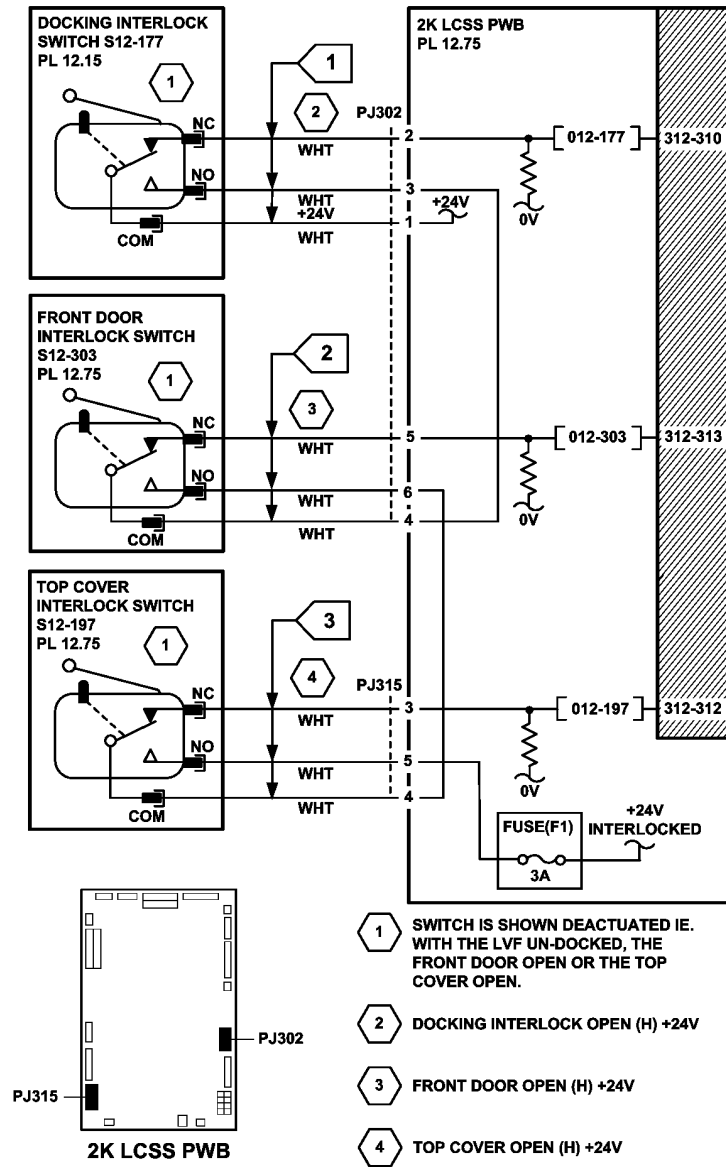 DOCKING INTERLOCK
SWITCH S12-177
PL 12.15
1
NC
NO
COM
1
2
WHT
WHT
+24V
WHT
PJ302
2
3
1
2K LCSS PWB
PL 12.75
+24V
0V
012-177
312-310
FRONT DOOR
INTERLOCK SWITCH
S12-303
PL 12.75
1
NC
NO
COM
2
3
WHT
WHT
WHT
5
6
4
0V
012-303
312-313
TOP COVER
INTERLOCK SWITCH
S12-197
PL 12.75
1
NC
NO
COM
3
4
WHT
WHT
WHT
PJ315
3
5
4
0V
012-197
312-312
FUSE(F1)
3A
+24V
INTERLOCKED
PJ302
PJ315
2K LCSS PWB
1 SWITCH IS SHOWN DEACTUATED IE.
WITH THE LVF UN-DOCKED, THE
FRONT DOOR OPEN OR THE TOP
COVER OPEN.
2 DOCKING INTERLOCK OPEN (H) +24V
3 FRONT DOOR OPEN (H) +24V
4 TOP COVER OPEN (H) +24V